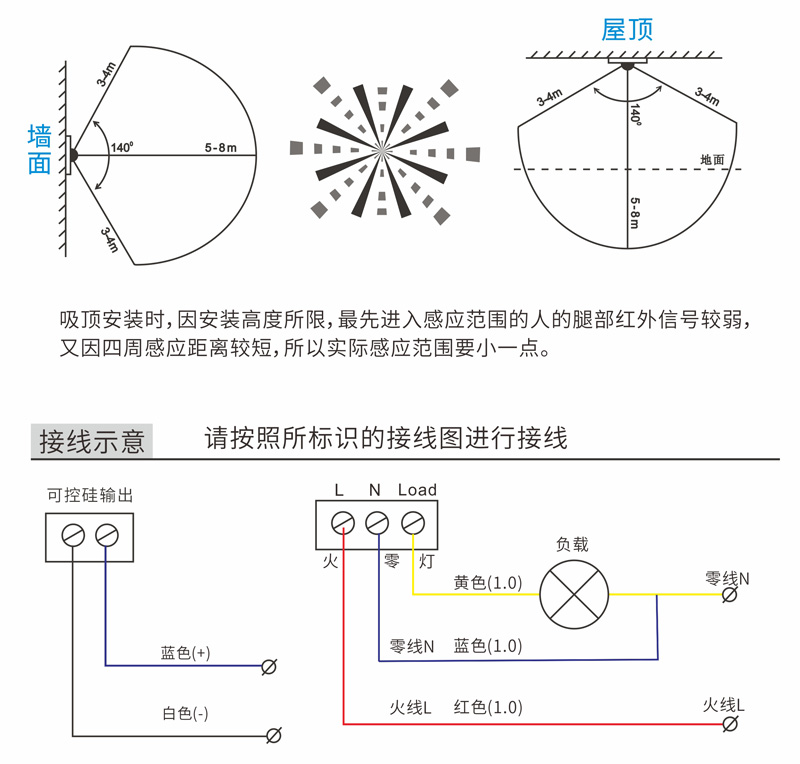 屋顶
3-4m
3-4m
3-4m
墙面
140⁰
5-8m
140⁰
地面
5-8m
3-4m
吸顶安装时,因安装高度所限,最先进入感应范围的人的腿部红外信号较弱,
又因四周感应距离较短,所以实际感应范围要小一点。
接线示意
请按照所标识的接线图进行接线
可控硅输出
L N Load
火 零 灯
负载
黄色(1.0)
零线N
零线N 蓝色(1.0)
蓝色(+)
火线L 红色(1.0)
火线L
白色(-)